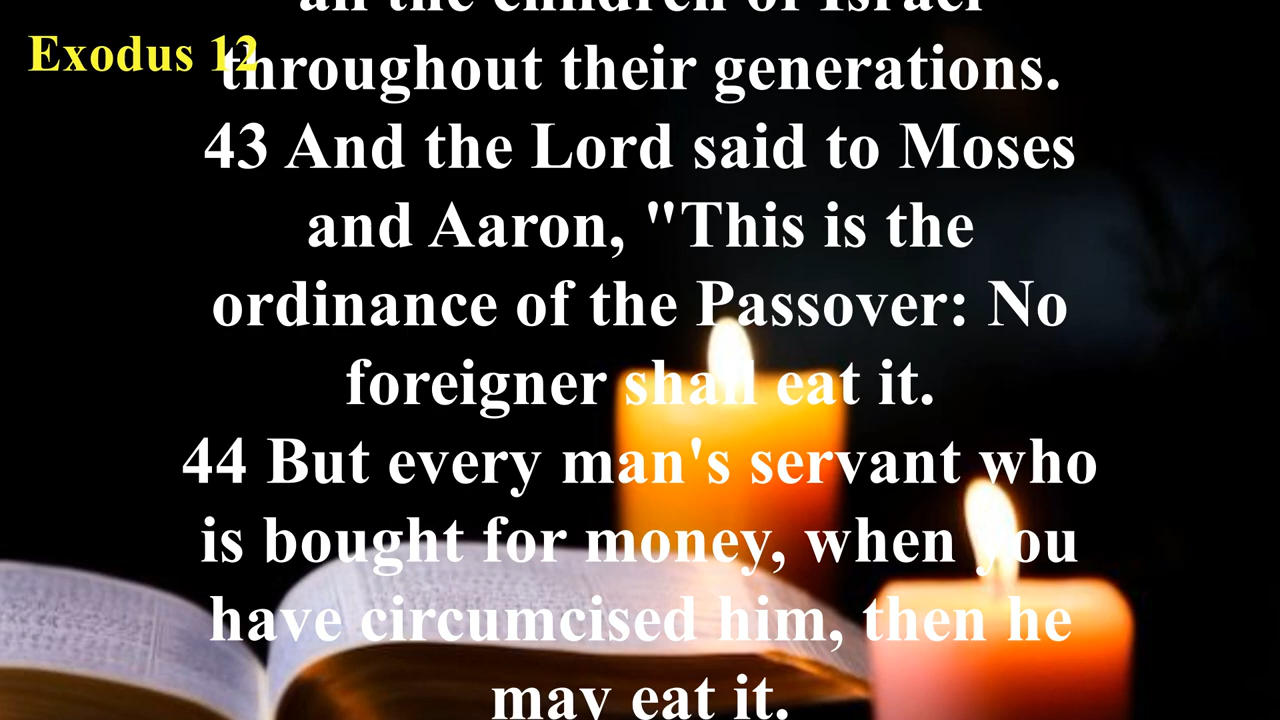 all the children of Israel
Exodus 12
throughout their generations.
43 And the Lord said to Moses
and Aaron, "This is the
ordinance of the Passover: No
foreigner shall eat it.
44 But every man's servant who
is bought for money, when you
have circumcised him, then he
may eat it.